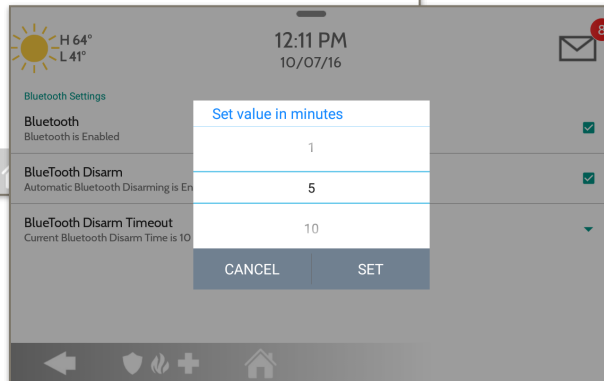 H 64°
L 41°
12:11 PM
10/07/16
8
Bluetooth Settings
Bluetooth
Bluetooth is Enabled
BlueTooth Disarm
Automatic Bluetooth Disarming is En
BlueTooth Disarm Timeout
Current Bluetooth Disarm Time is 10
Set value in minutes
1
5
10
CANCEL SET